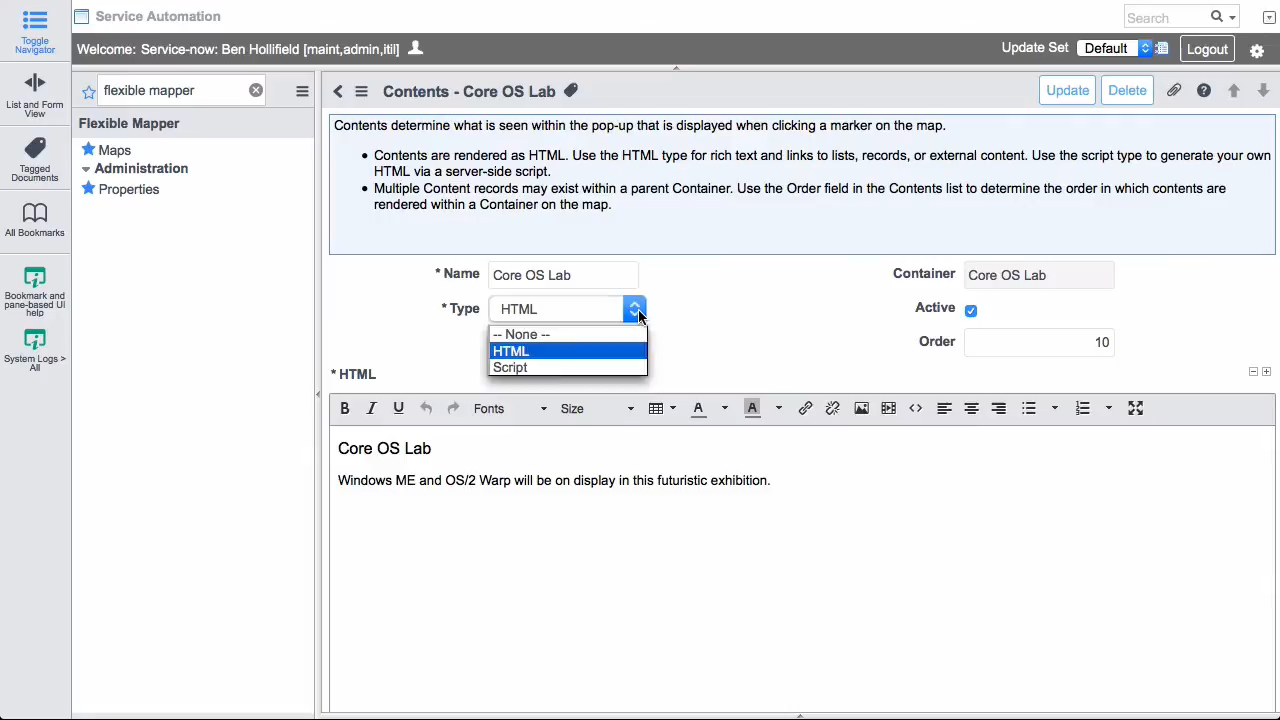 Service Automation
Search
Toggle
Navigator
Welcome: Service-now: Ben Hollifield [maint,admin,itil]
Update Set
Default
Logout
List and Form
View
Tagged
Documents
All Bookmarks
Bookmark and
pane-based UI
help
System Logs >
All
flexible mapper
Flexible Mapper
Maps
Administration
Properties
Contents - Core OS Lab
Update
Delete
Contents determine what is seen within the pop-up that is displayed when clicking a marker on the map.
• Contents are rendered as HTML. Use the HTML type for rich text and links to lists, records, or external content. Use the script type to generate your own
HTML via a server-side script.
• Multiple Content records may exist within a parent Container. Use the Order field in the Contents list to determine the order in which contents are
rendered within a Container on the map.
* Name
Core OS Lab
Container
Core OS Lab
* Type
HTML
Active
-- None --
HTML
Script
Order
10
* HTML
B I U
Fonts
Size
A
A
Core OS Lab
Windows ME and OS/2 Warp will be on display in this futuristic exhibition.